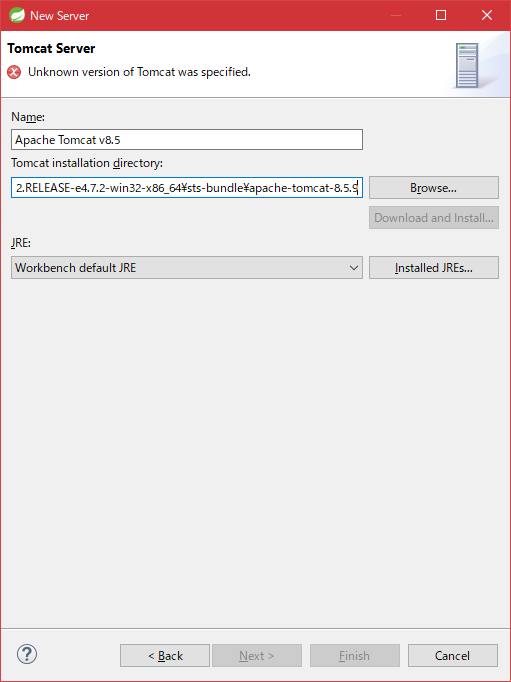 New Server
Tomcat Server
Unknown version of Tomcat was specified.
Name:
Apache Tomcat v8.5
Tomcat installation directory:
2.RELEASE-e4.7.2-win32-x86_64¥sts-bundle¥apache-tomcat-8.5.9
Browse...
Download and Install...
JRE:
Workbench default JRE
Installed JREs...
?
< Back
Next >
Finish
Cancel